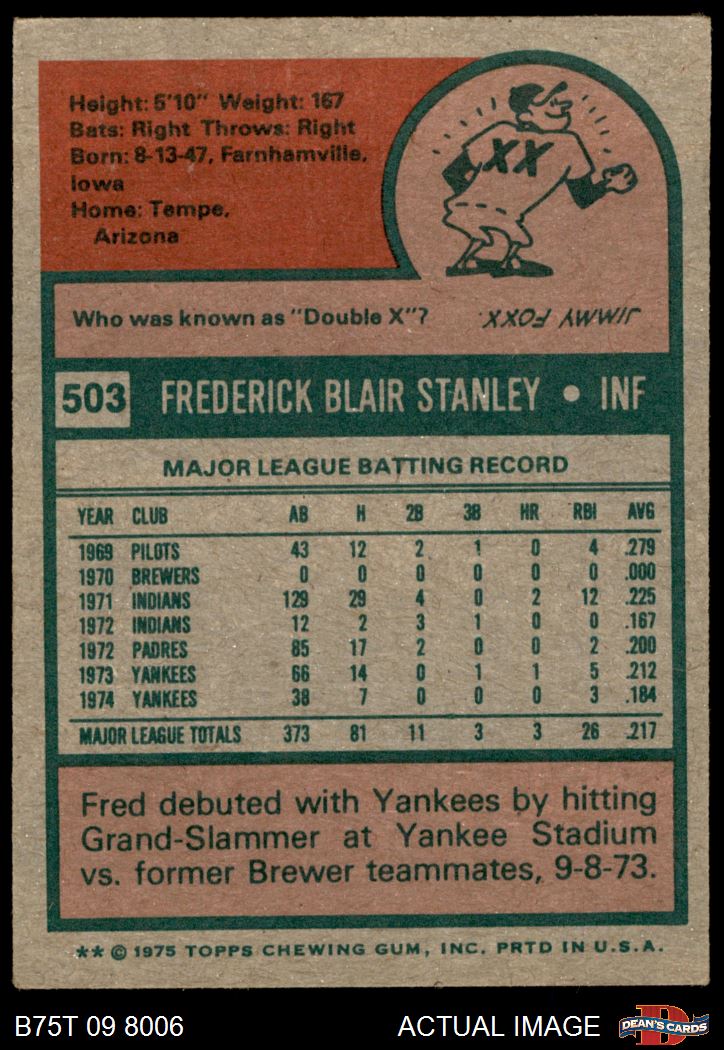 Height: 5'10" Weight: 167
Bats: Right Throws: Right
Born: 8-13-47, Farnhamville,
Iowa
Home: Tempe,
Arizona
XX
Who was known as "Double X"? JIMMY FOXX.
503 FREDERICK BLAIR STANLEY • INF
MAJOR LEAGUE BATTING RECORD
YEAR CLUB AB H 2B 3B HR RBI AVG
1969 PILOTS 43 12 2 1 0 4 .279
1970 BREWERS 0 0 0 0 0 0 .000
1971 INDIANS 129 29 4 0 2 12 .225
1972 INDIANS 12 2 3 1 0 0 .167
1972 PADRES 85 17 2 0 0 2 .200
1973 YANKEES 66 14 0 1 1 5 .212
1974 YANKEES 38 7 0 0 0 3 .184
MAJOR LEAGUE TOTALS 373 81 11 3 3 26 .217
Fred debuted with Yankees by hitting
Grand-Slammer at Yankee Stadium
vs. former Brewer teammates, 9-8-73.
** © 1975 TOPPS CHEWING GUM, INC. PRTD IN U.S.A.
B75T 09 8006 ACTUAL IMAGE D DEAN'S CARDS